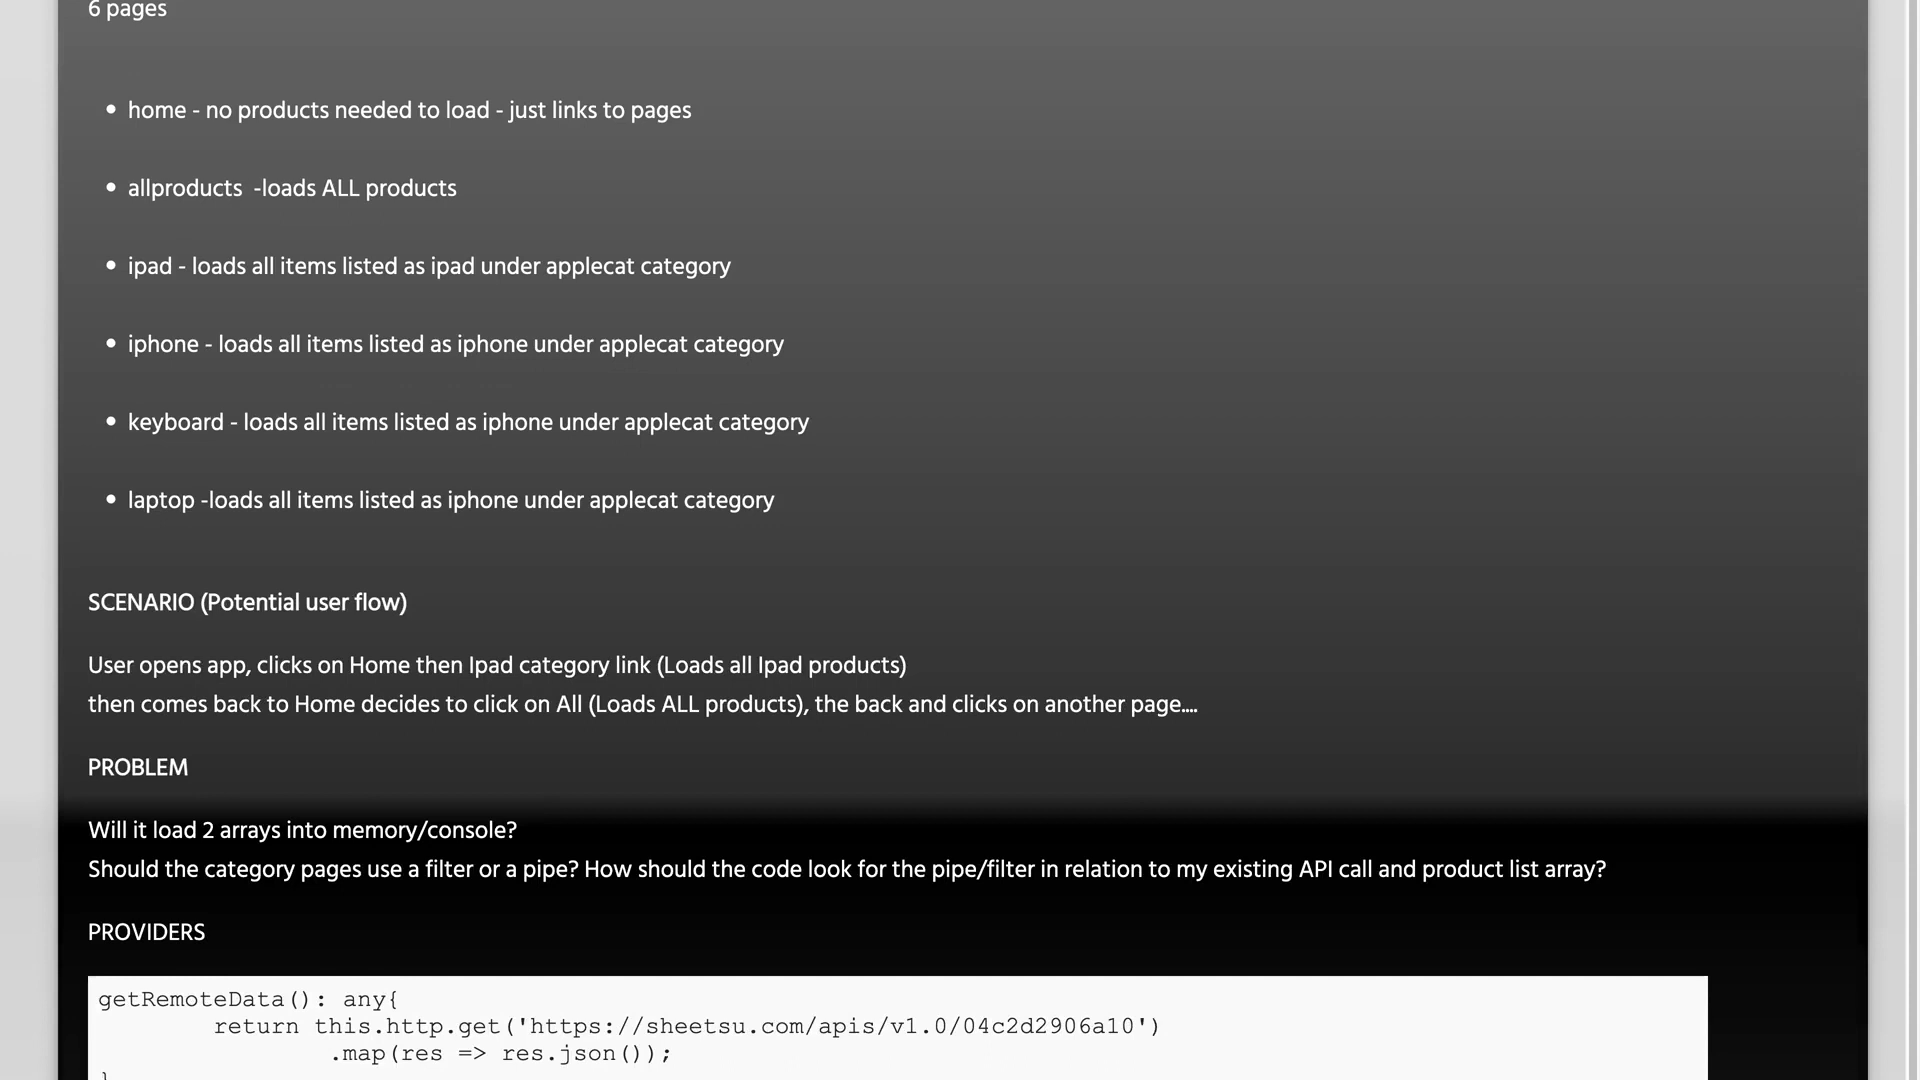 6 pages
• home - no products needed to load - just links to pages
• allproducts  -loads ALL products
• ipad - loads all items listed as ipad under applecat category
• iphone - loads all items listed as iphone under applecat category
• keyboard - loads all items listed as iphone under applecat category
• laptop -loads all items listed as iphone under applecat category
SCENARIO (Potential user flow)
User opens app, clicks on Home then Ipad category link (Loads all Ipad products)
then comes back to Home decides to click on All (Loads ALL products), the back and clicks on another page....
PROBLEM
Will it load 2 arrays into memory/console?
Should the category pages use a filter or a pipe? How should the code look for the pipe/filter in relation to my existing API call and product list array?
PROVIDERS
getRemoteData(): any{
        return this.http.get('https://sheetsu.com/apis/v1.0/04c2d2906a10')
                .map(res => res.json());
}